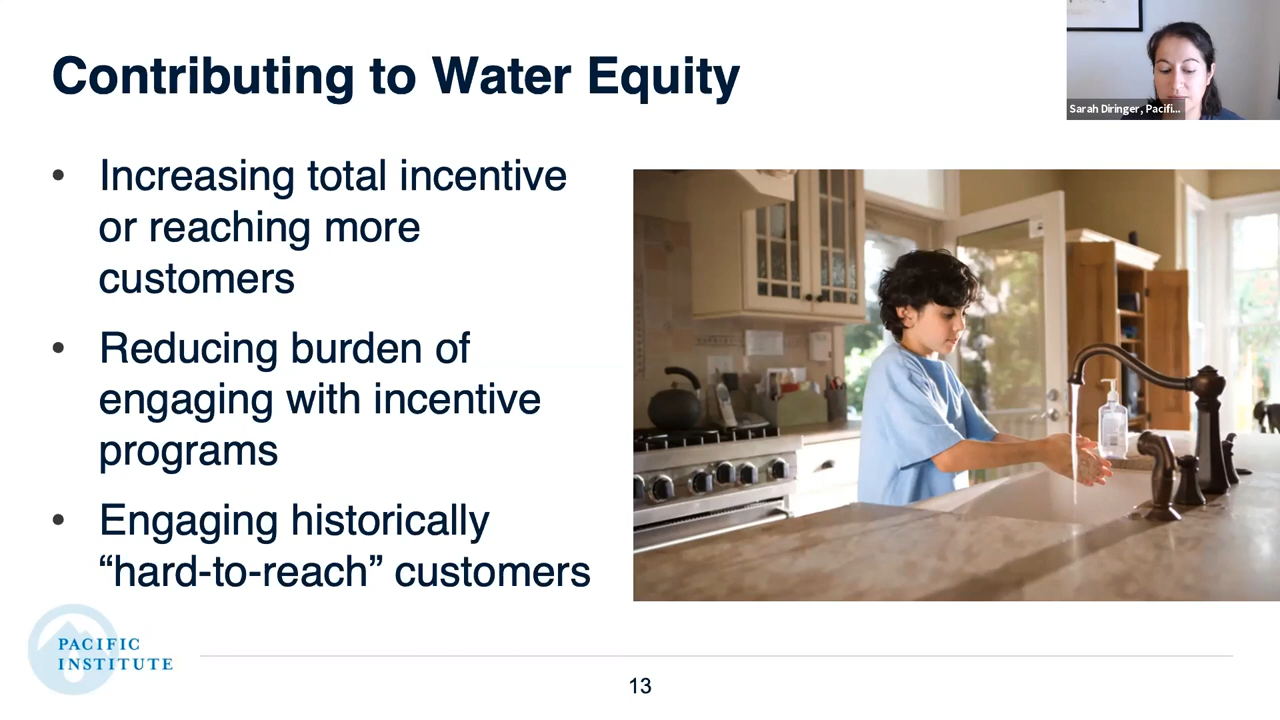 Contributing to Water Equity
Sarah Diringer, Pacifi...
• Increasing total incentive
or reaching more
customers
• Reducing burden of
engaging with incentive
programs
• Engaging historically
“hard-to-reach” customers
PACIFIC
INSTITUTE
13